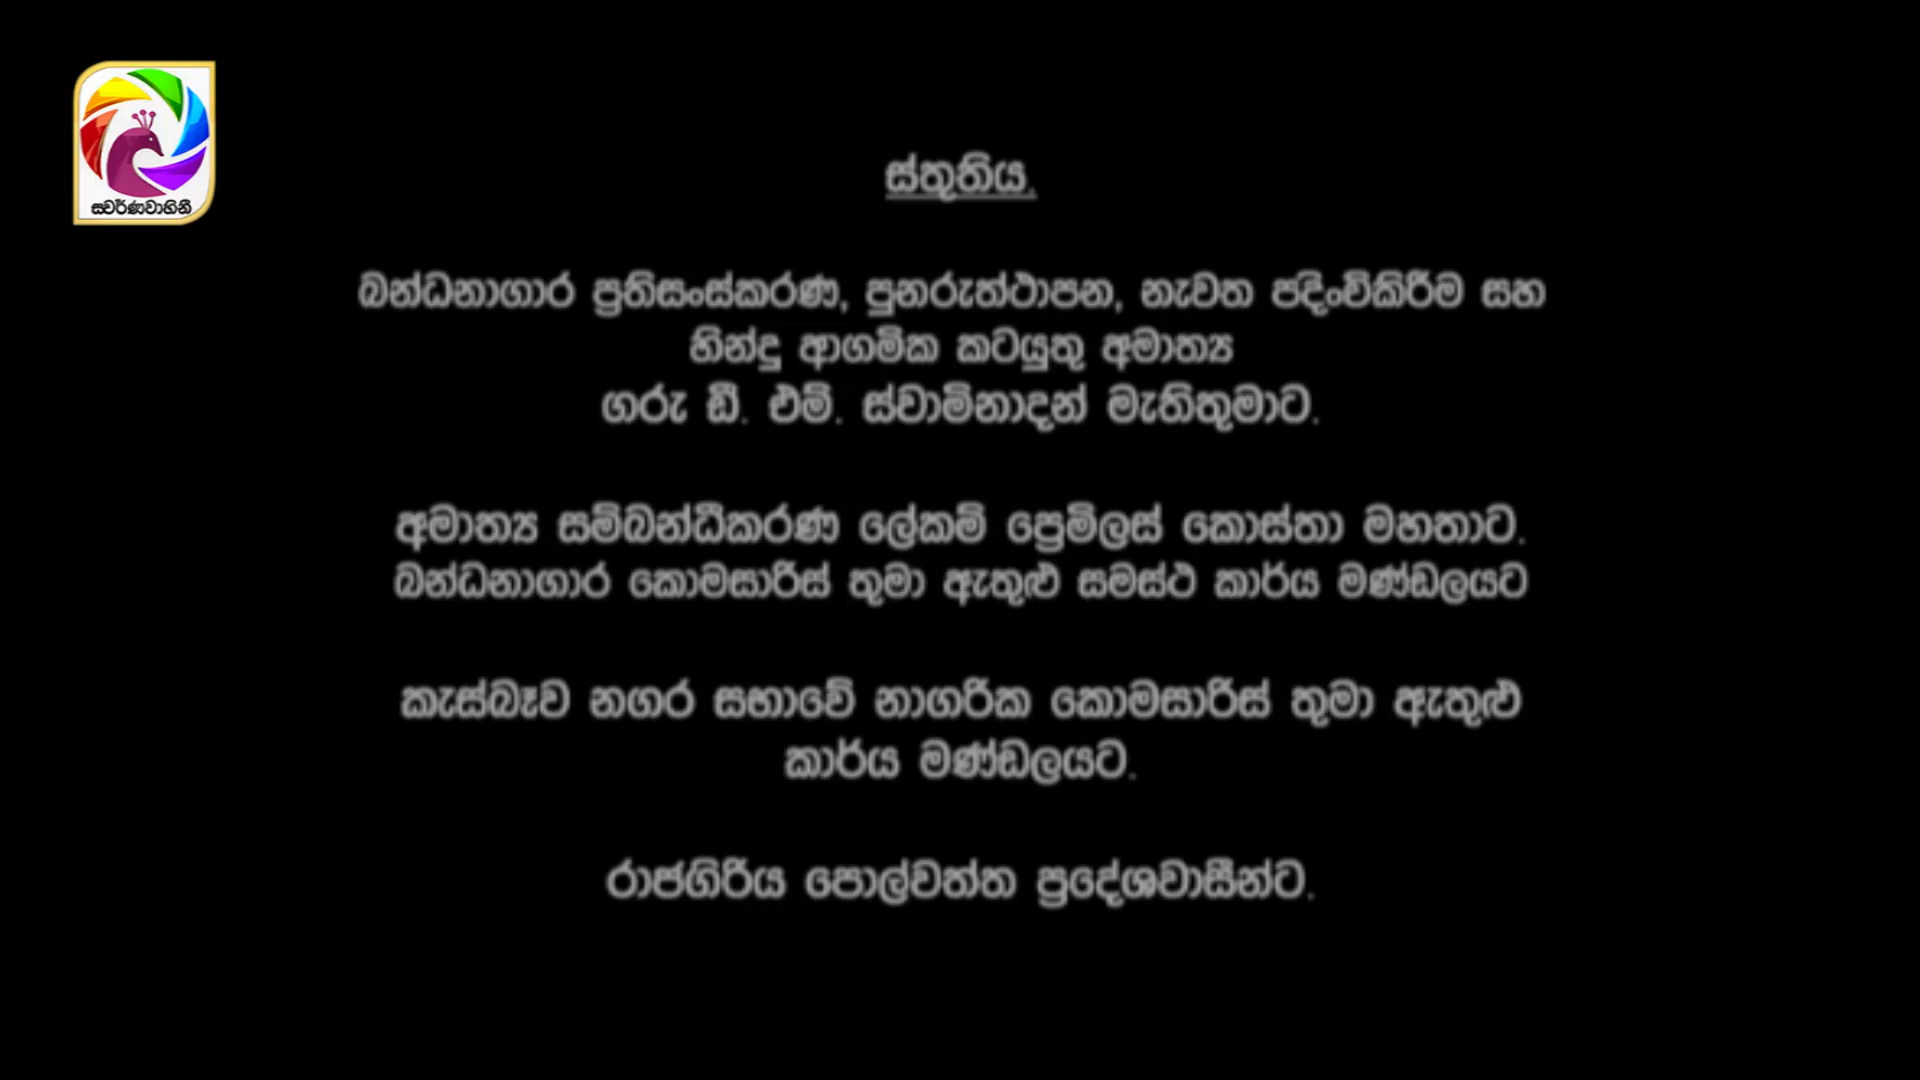 ස්වර්ණවාහිනී
ස්තූතිය.
බන්ධනාගාර ප්‍රතිසංස්කරණ, පුනරුත්ථාපන, නැවත පදිංචිකිරීම සහ
හින්දු ආගමික කටයුතු අමාත්‍ය
ගරු ඩී. එම්. ස්වාමිනාදන් මැතිතුමාට.
අමාත්‍ය සම්බන්ධීකරණ ලේකම් ප්‍රෙමිලස් කොස්තා මහතාට.
බන්ධනාගාර කොමසාරිස් තුමා ඇතුළු සමස්ථ කාර්ය මණ්ඩලයට
කැස්බෑව නගර සභාවේ නාගරික කොමසාරිස් තුමා ඇතුළු
කාර්ය මණ්ඩලයට.
රාජගිරිය පොල්වත්ත ප්‍රදේශවාසීන්ට.